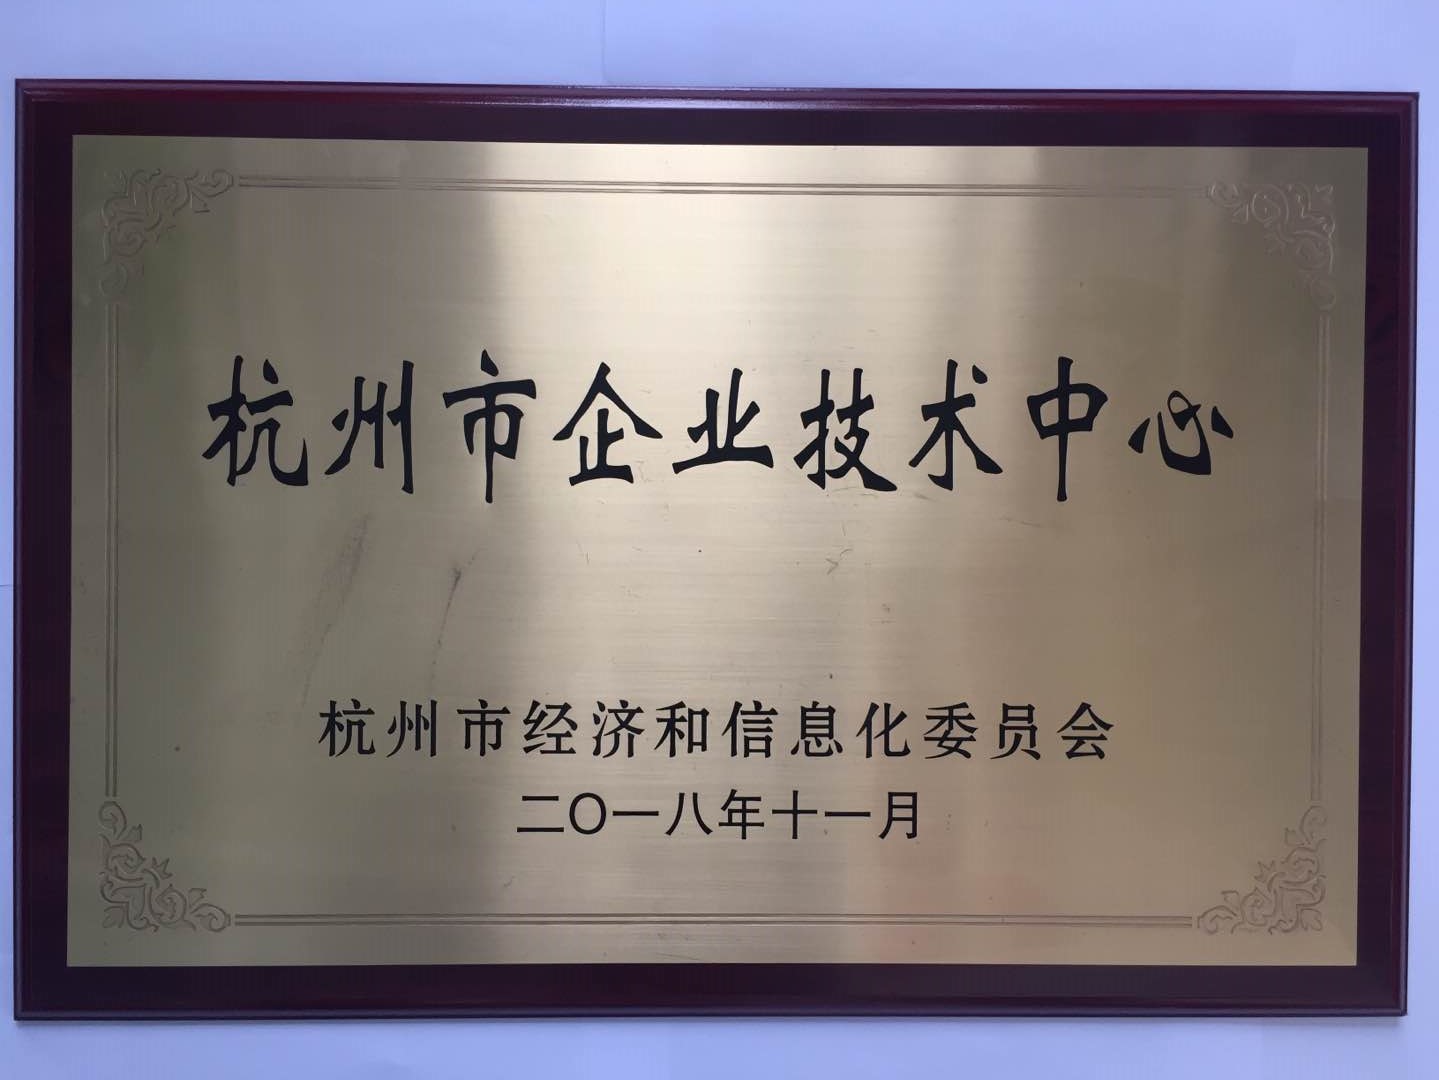 杭州市企业技术中心
杭州市经济和信息化委员会
二〇一八年十一月